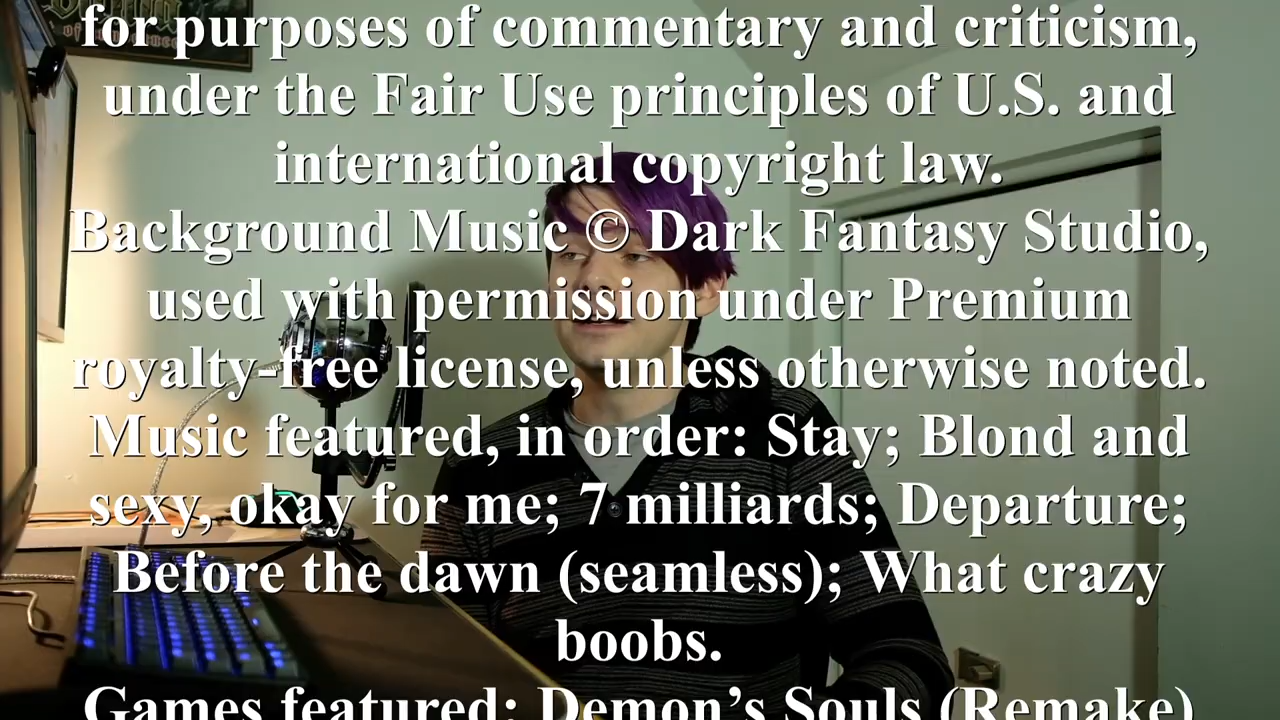 for purposes of commentary and criticism,
under the Fair Use principles of U.S. and
international copyright law.
Background Music © Dark Fantasy Studio,
used with permission under Premium
royalty-free license, unless otherwise noted.
Music featured, in order: Stay; Blond and
sexy, okay for me; 7 milliards; Departure;
Before the dawn (seamless); What crazy
boobs.
Games featured: Demon’s Souls (Remake)